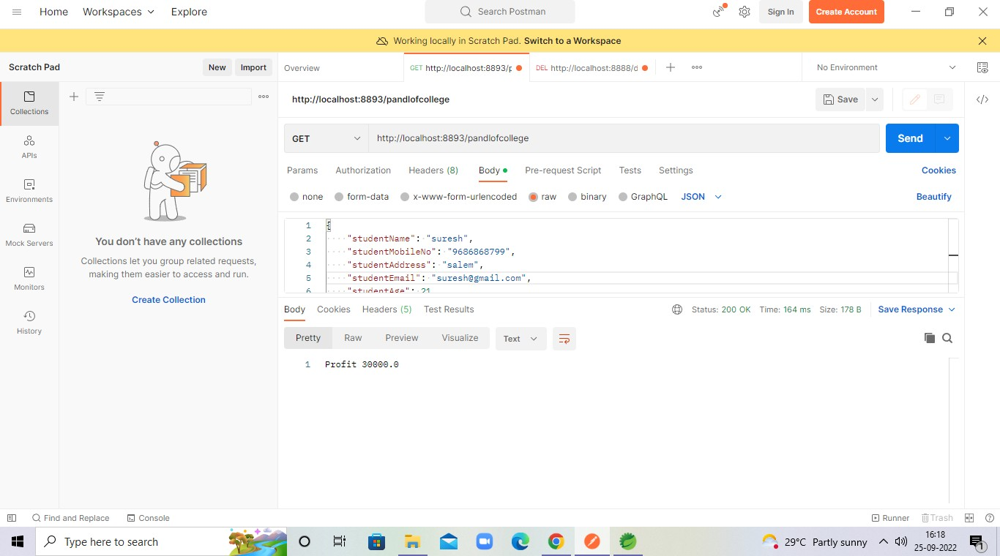 Home Workspaces Explore Search Postman Sign In Create Account
Working locally in Scratch Pad. Switch to a Workspace
Scratch Pad New Import Overview GET http://localhost:8893/p DEL http://localhost:8888/d No Environment
Collections
APIs
Environments
Mock Servers
Monitors
History
You don't have any collections
Collections let you group related requests,
making them easier to access and run.
Create Collection
http://localhost:8893/pandlofcollege Save
GET http://localhost:8893/pandlofcollege Send
Params Authorization Headers (8) Body Pre-request Script Tests Settings Cookies
none form-data x-www-form-urlencoded raw binary GraphQL JSON Beautify
1 {
2 "studentName": "suresh",
3 "studentMobileNo": "9686868799",
4 "studentAddress": "salem",
5 "studentEmail": "suresh@gmail.com",
6 "studentAge": 21
Body Cookies Headers (5) Test Results Status: 200 OK Time: 164 ms Size: 178 B Save Response
Pretty Raw Preview Visualize Text
1 Profit 30000.0
Find and Replace Console Runner Trash
Type here to search 29°C Partly sunny 16:18
25-09-2022 1